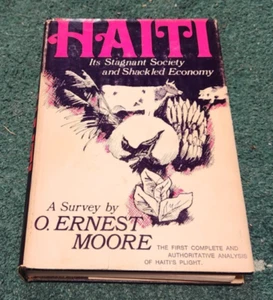 HAITI
Its Stagnant Society
and Shackled Economy
A Survey by
O. ERNEST
MOORE
THE FIRST COMPLETE AND
AUTHORITATIVE ANALYSIS
OF HAITI'S PLIGHT.